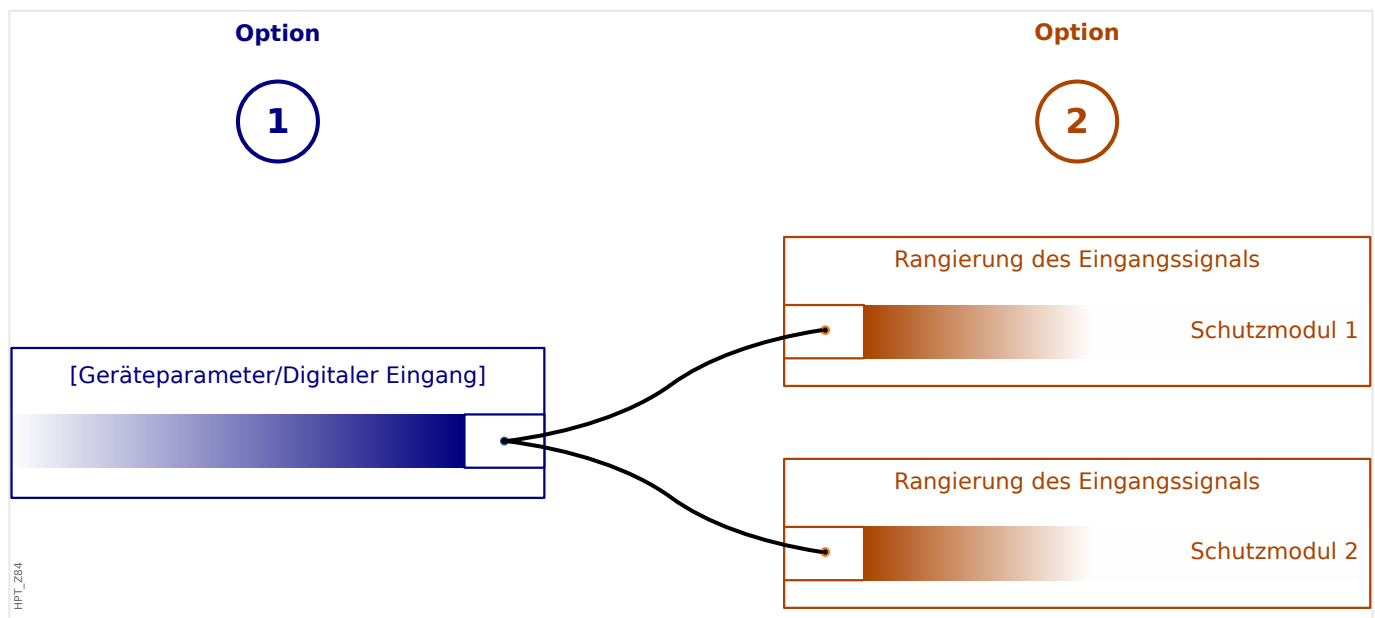 Option
1
Option
2
[Geräteparameter/Digitaler Eingang]
Rangierung des Eingangssignals
Schutzmodul 1
Rangierung des Eingangssignals
Schutzmodul 2
HPT_Z84